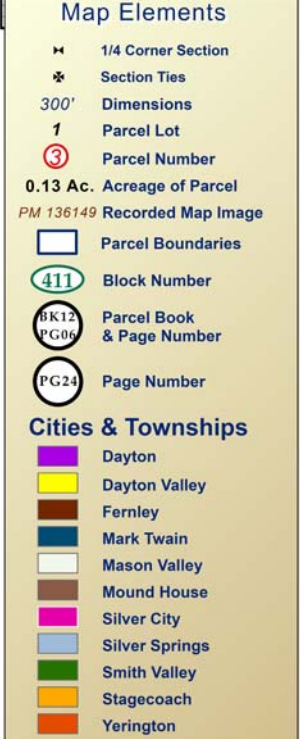 Map Elements
1/4 Corner Section
Section Ties
300' Dimensions
1 Parcel Lot
3 Parcel Number
0.13 Ac. Acreage of Parcel
PM 136149 Recorded Map Image
Parcel Boundaries
411 Block Number
BK12 Parcel Book
PG06 & Page Number
PG24 Page Number
Cities & Townships
Dayton
Dayton Valley
Fernley
Mark Twain
Mason Valley
Mound House
Silver City
Silver Springs
Smith Valley
Stagecoach
Yerington